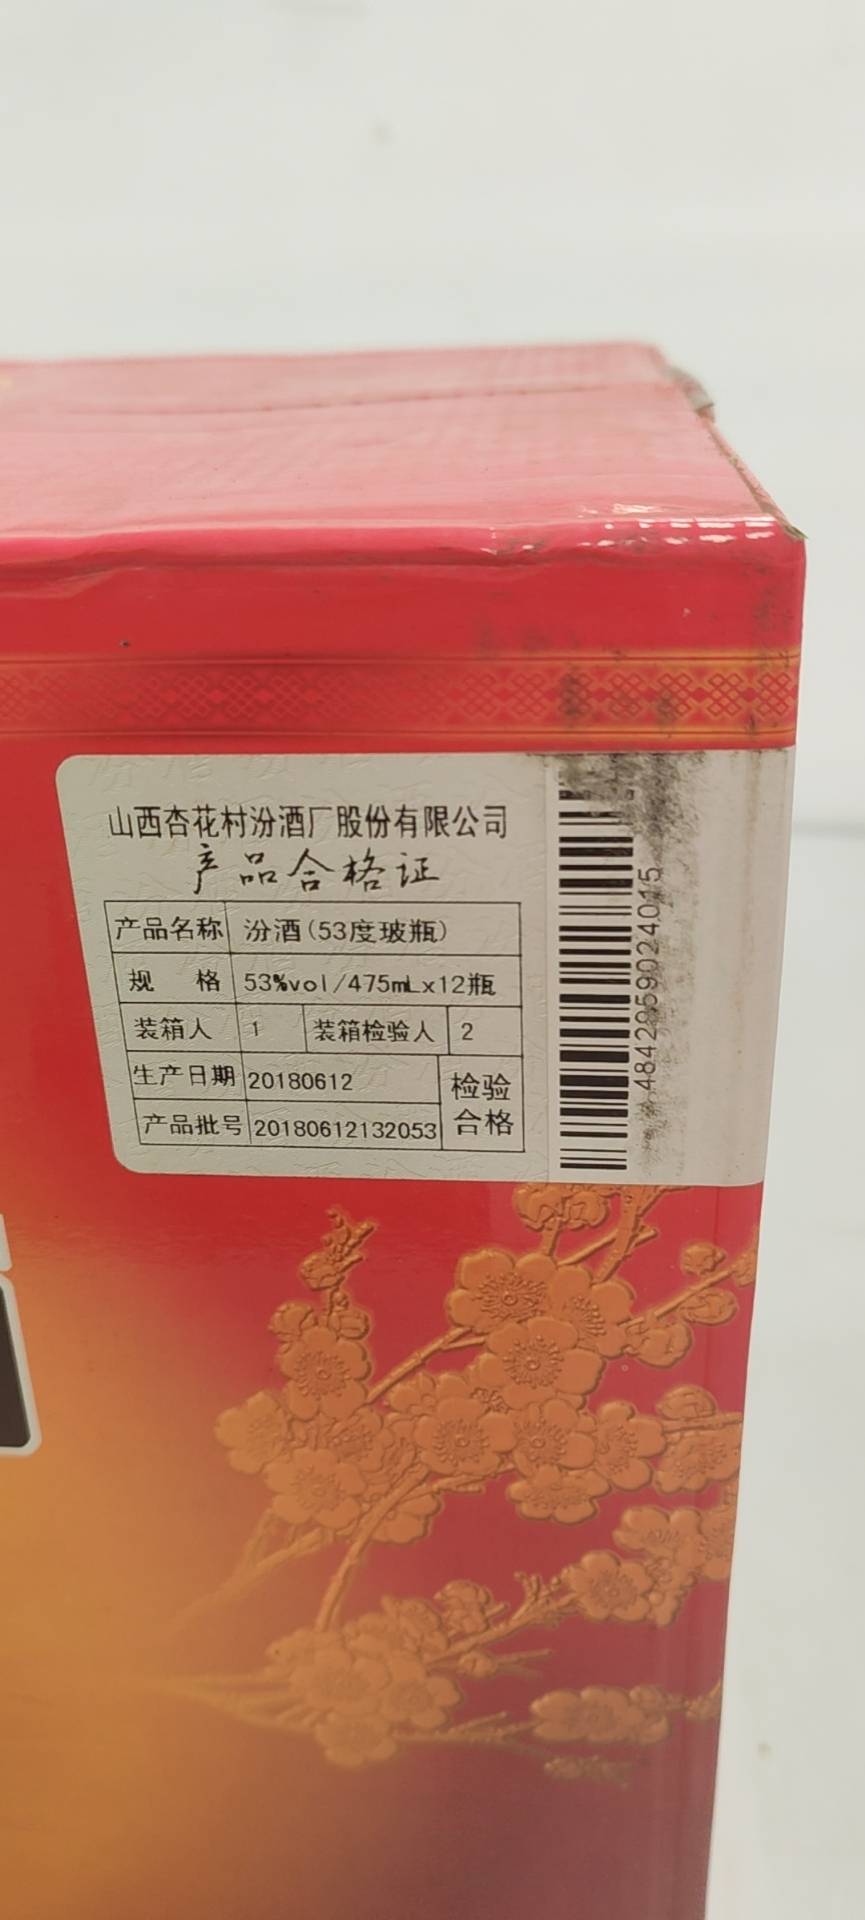 山西杏花村汾酒厂股份有限公司
产品合格证
产品名称 汾酒(53度玻瓶)
规 格 53%vol/475mL×12瓶
装箱人 1 装箱检验人 2
生产日期 20180612 检验
产品批号 20180612132053 合格